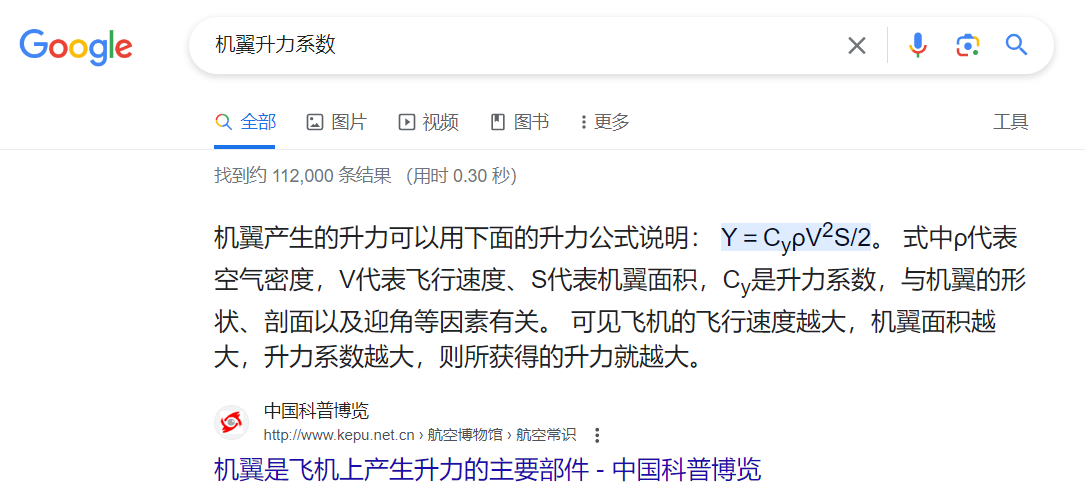 Google
机翼升力系数
全部 图片 视频 图书 更多 工具
找到约 112,000 条结果 （用时 0.30 秒）
机翼产生的升力可以用下面的升力公式说明： Y = CyρV²S/2。 式中ρ代表
空气密度，V代表飞行速度、S代表机翼面积，Cy是升力系数，与机翼的形
状、剖面以及迎角等因素有关。 可见飞机的飞行速度越大，机翼面积越
大，升力系数越大，则所获得的升力就越大。
中国科普博览
http://www.kepu.net.cn › 航空博物馆 › 航空常识
机翼是飞机上产生升力的主要部件 - 中国科普博览